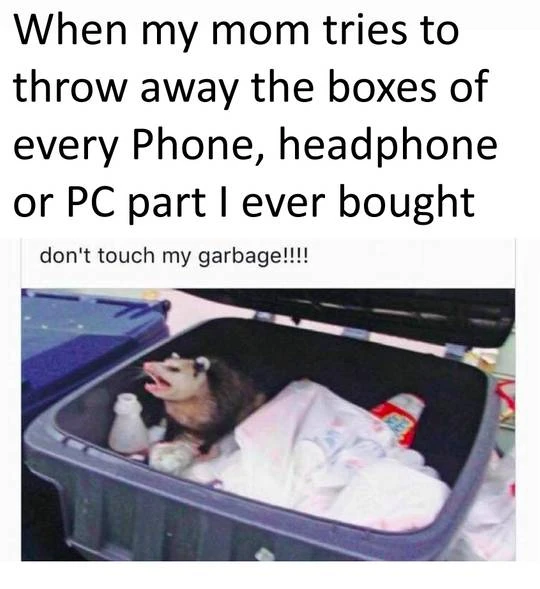 When my mom tries to
throw away the boxes of
every Phone, headphone
or PC part I ever bought
don't touch my garbage!!!!